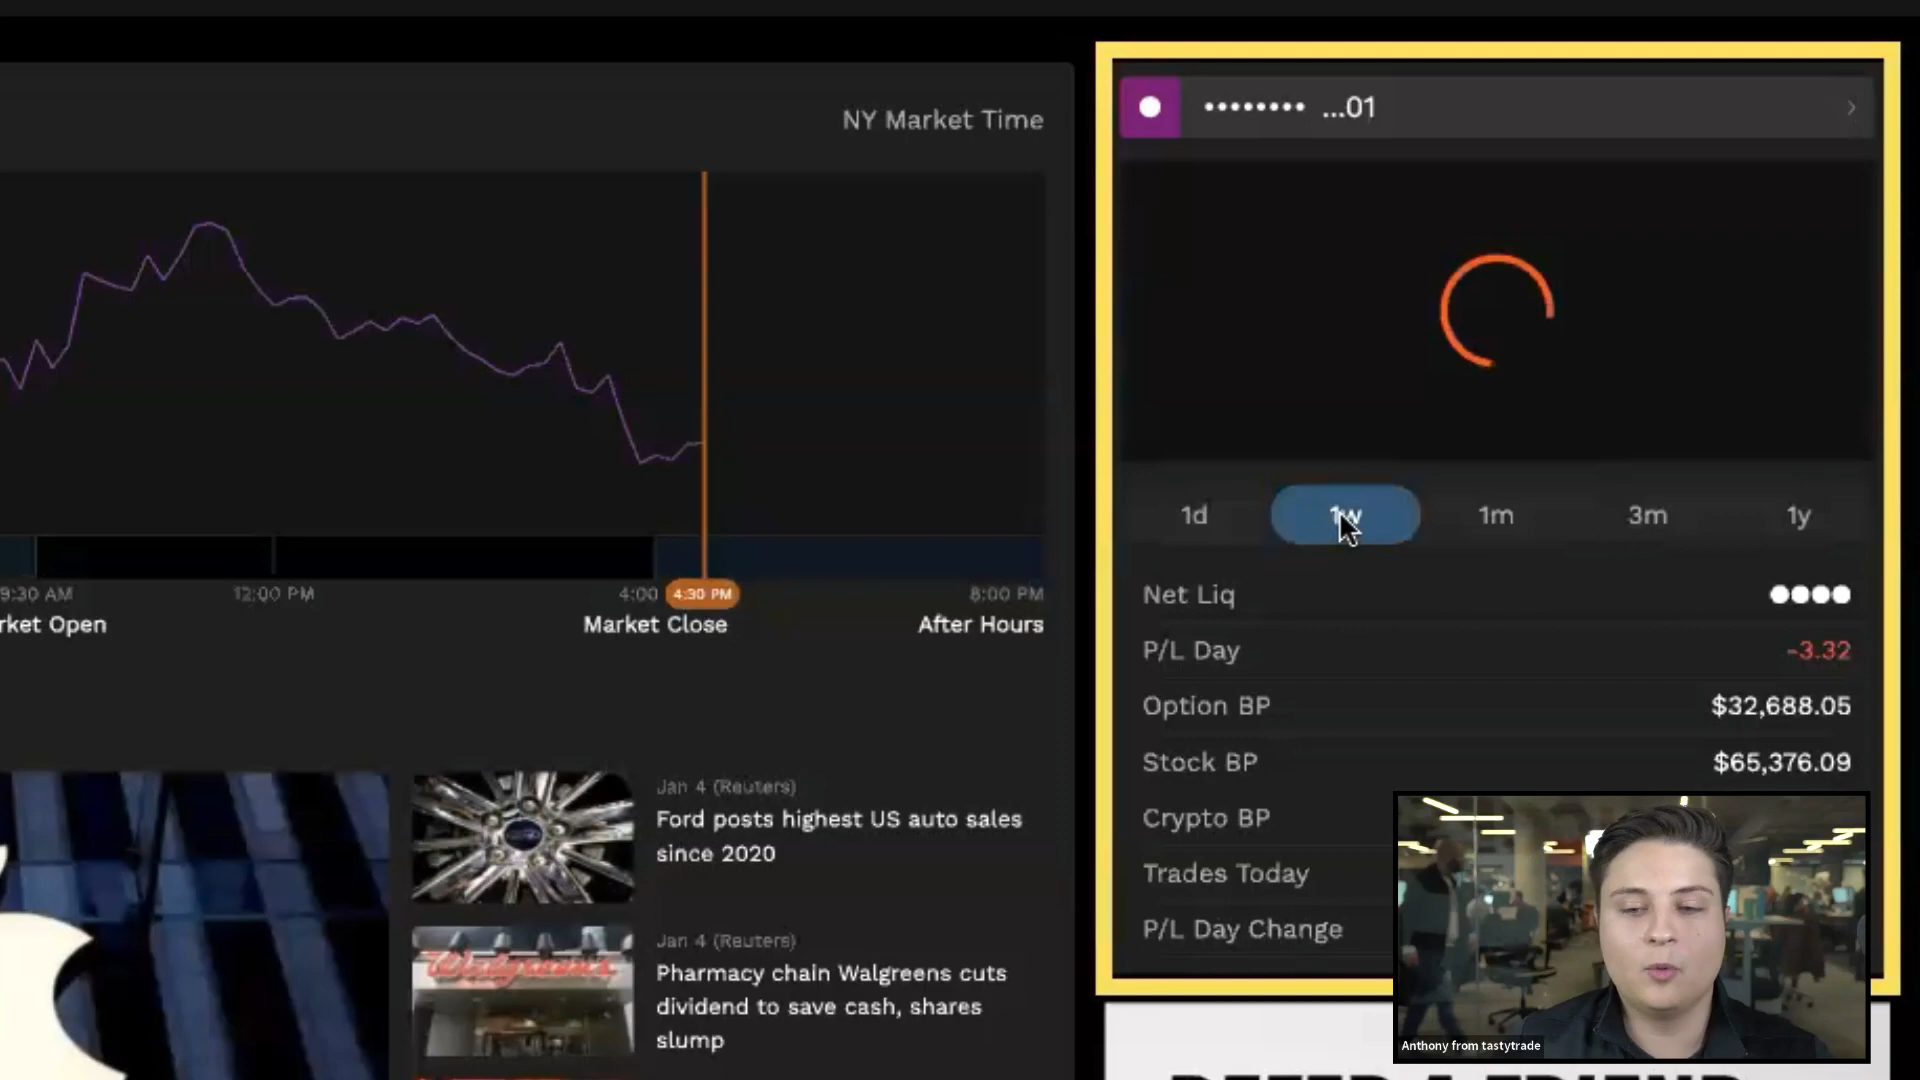 NY Market Time
9:30 AM
12:00 PM
4:00
4:30 PM
8:00 PM
rket Open
Market Close
After Hours
Jan 4 (Reuters)
Ford posts highest US auto sales
since 2020
Walgreens
Jan 4 (Reuters)
Pharmacy chain Walgreens cuts
dividend to save cash, shares
slump
•••••••• ...01
1d 1w 1m 3m 1y
Net Liq ●●●●
P/L Day -3.32
Option BP $32,688.05
Stock BP $65,376.09
Crypto BP
Trades Today
P/L Day Change
Anthony from tastytrade
REFER A FRIEND